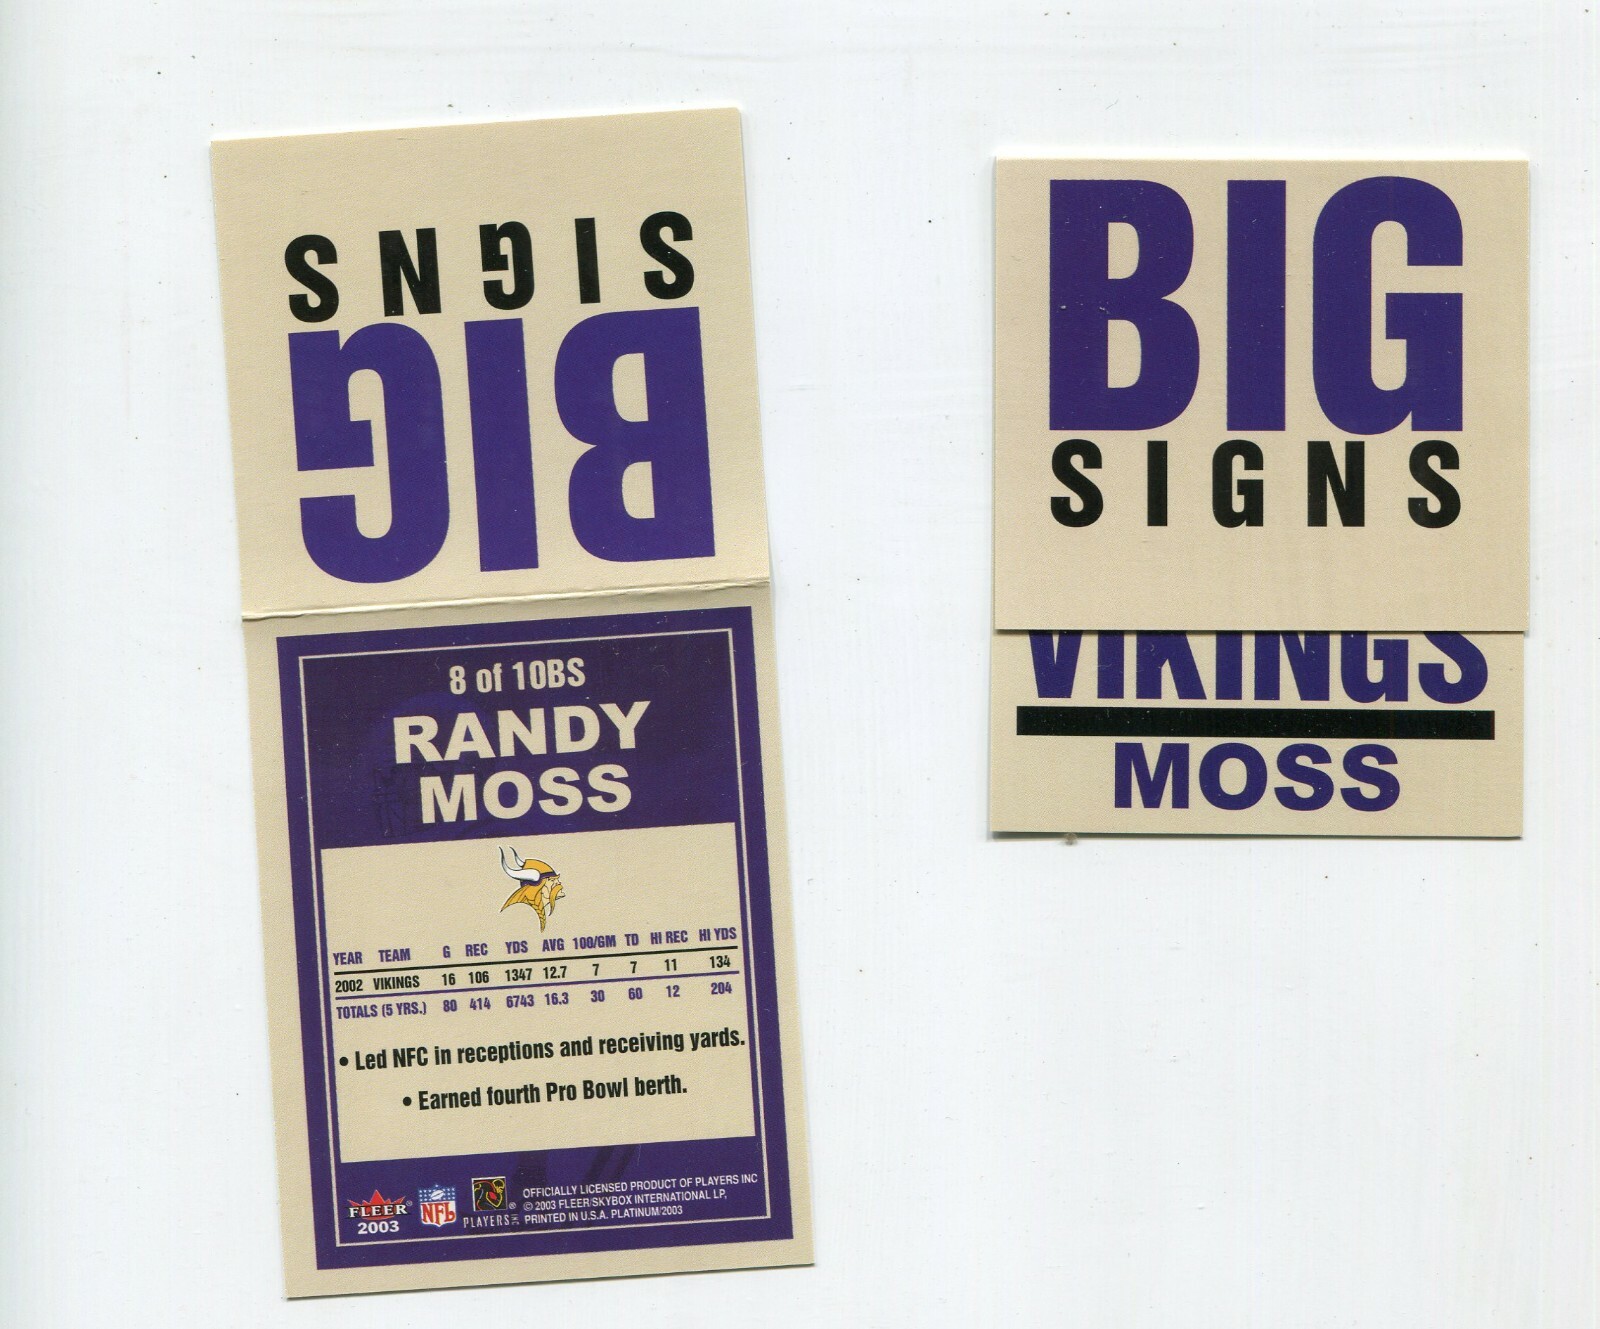 SIGNS
BIG
8 of 10BS
RANDY
MOSS
YEAR TEAM G REC YDS AVG 100/GM TD HI REC HI YDS
2002 VIKINGS 16 106 1347 12.7 7 7 11 134
TOTALS (5 YRS.) 80 414 6743 16.3 30 60 12 204
• Led NFC in receptions and receiving yards.
• Earned fourth Pro Bowl berth.
FLEER®
2003
NFL
PLAYERS INC
®
OFFICIALLY LICENSED PRODUCT OF PLAYERS INC
© 2003 FLEER/SKYBOX INTERNATIONAL LP,
PRINTED IN U.S.A. PLATINUM/2003
BIG
SIGNS
VIKINGS
MOSS